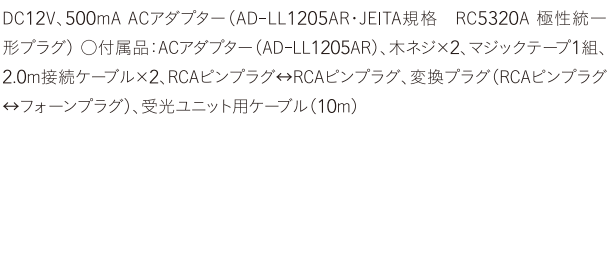 DC12V、500mA ACアダプター（AD-LL1205AR・JEITA規格　RC5320A 極性統一
形プラグ） ○付属品：ACアダプター（AD-LL1205AR）、木ネジ×2、マジックテープ1組、
2.0m接続ケーブル×2、RCAピンプラグ↔RCAピンプラグ、変換プラグ（RCAピンプラグ
↔フォーンプラグ）、受光ユニット用ケーブル（10m）